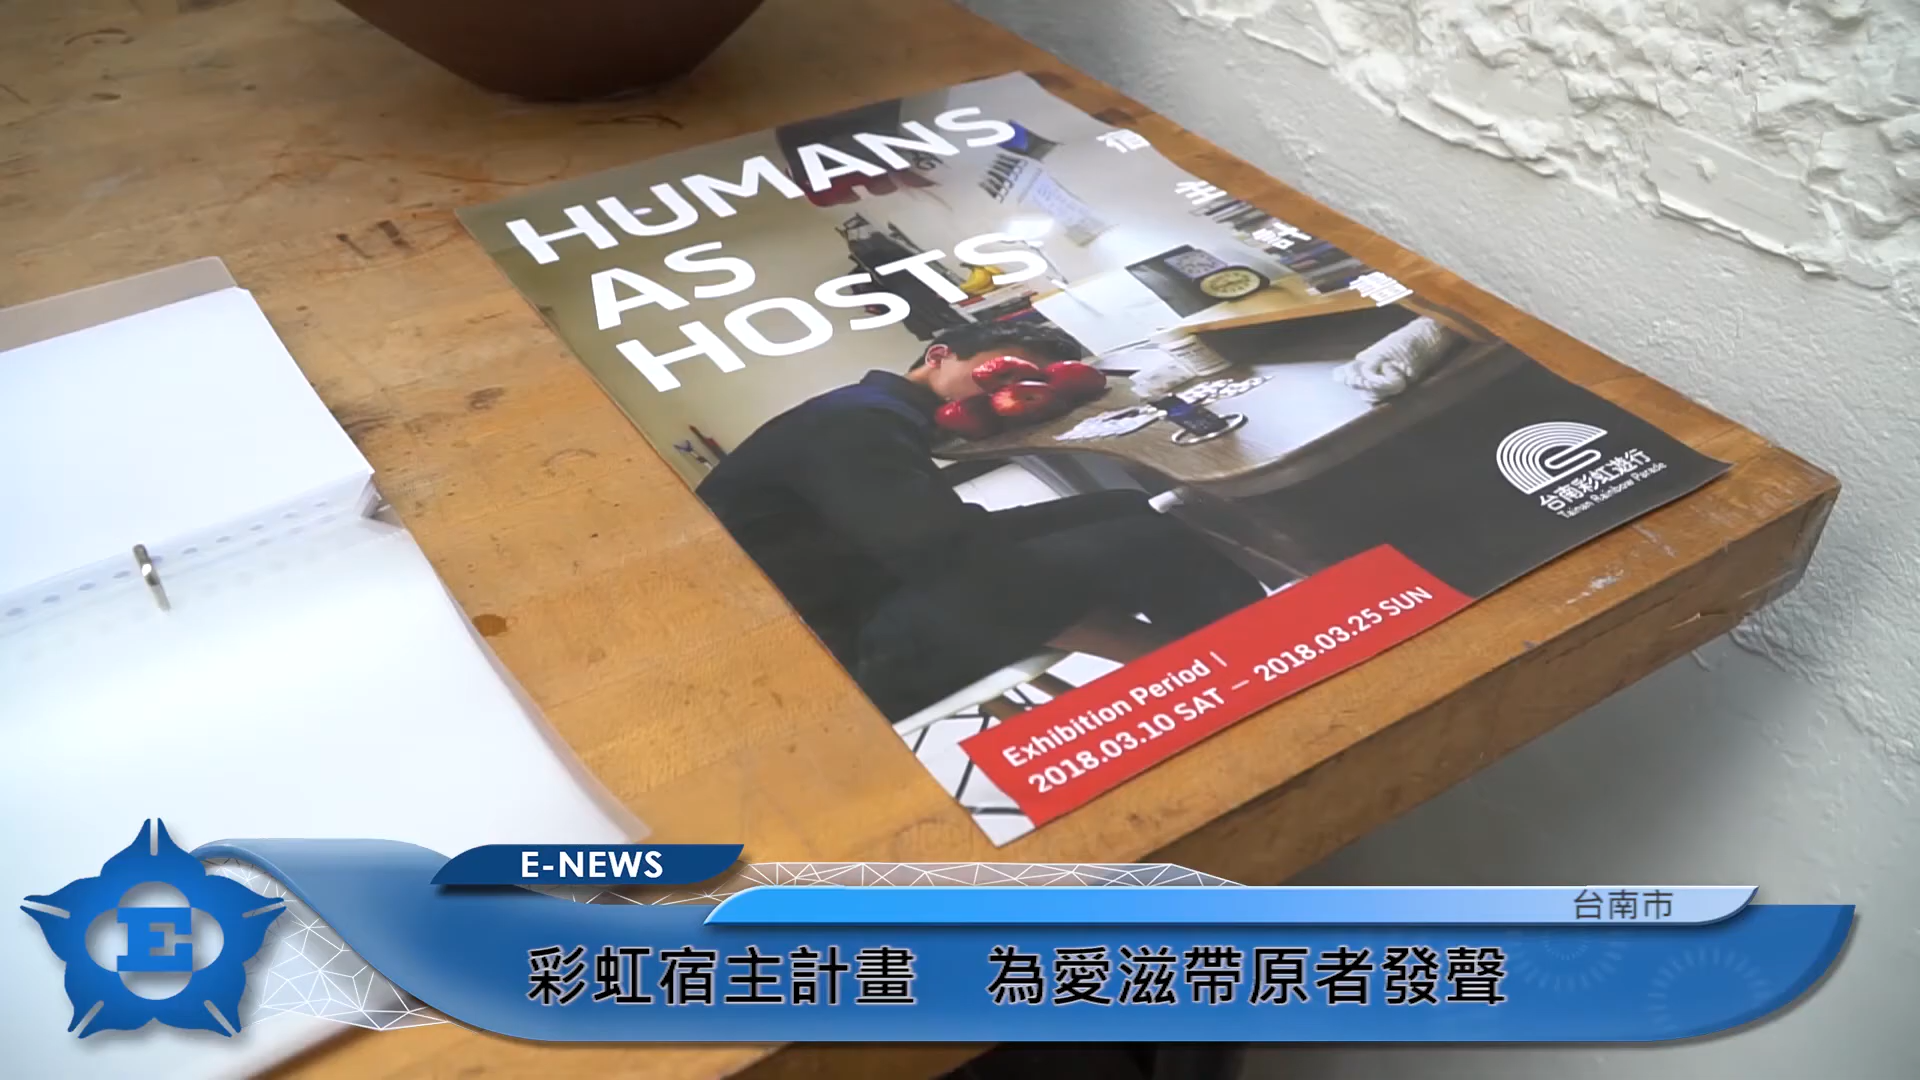 HUMANS
AS
HOSTS
宿主計畫
台南彩虹遊行
Tainan Rainbow Parade
Exhibition Period |
2018.03.10 SAT — 2018.03.25 SUN
E
E-NEWS
台南市
彩虹宿主計畫 為愛滋帶原者發聲